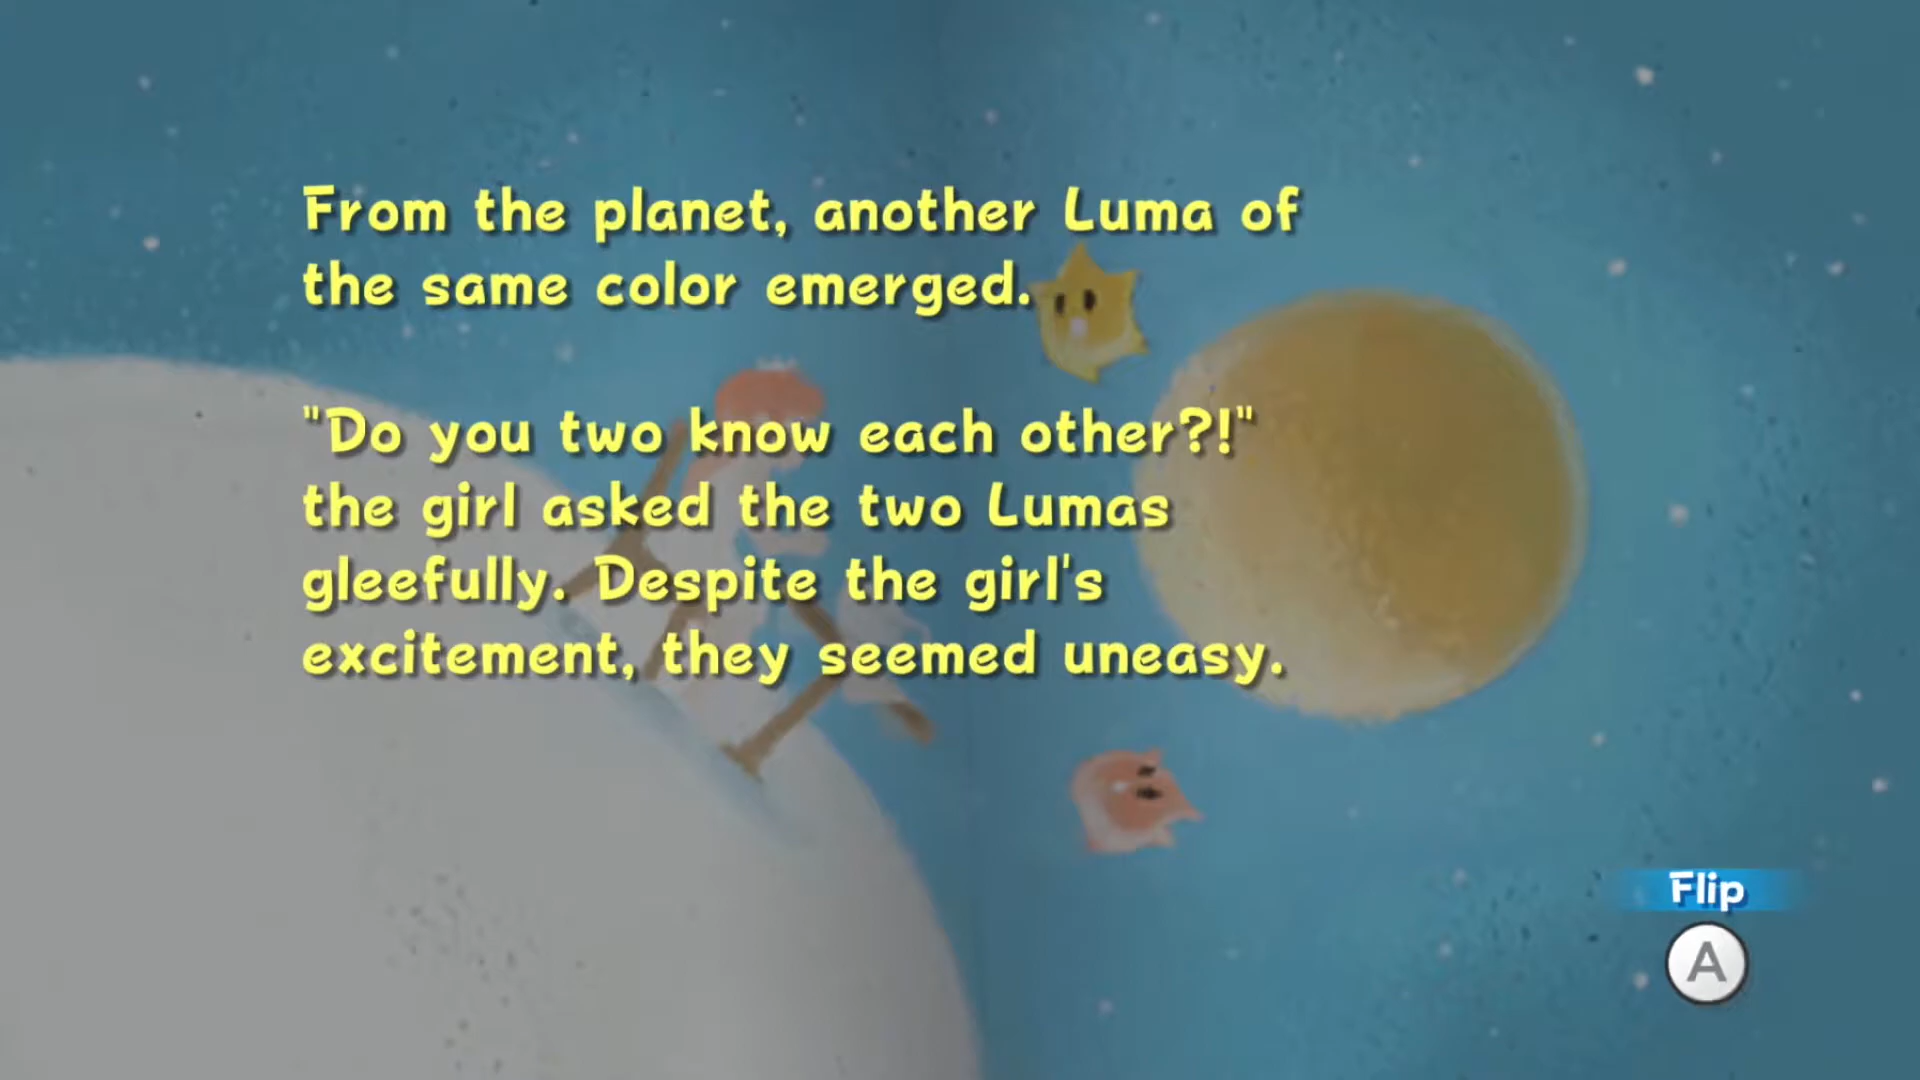 From the planet, another Luma of
the same color emerged.
"Do you two know each other?!"
the girl asked the two Lumas
gleefully. Despite the girl's
excitement, they seemed uneasy.
Flip
A